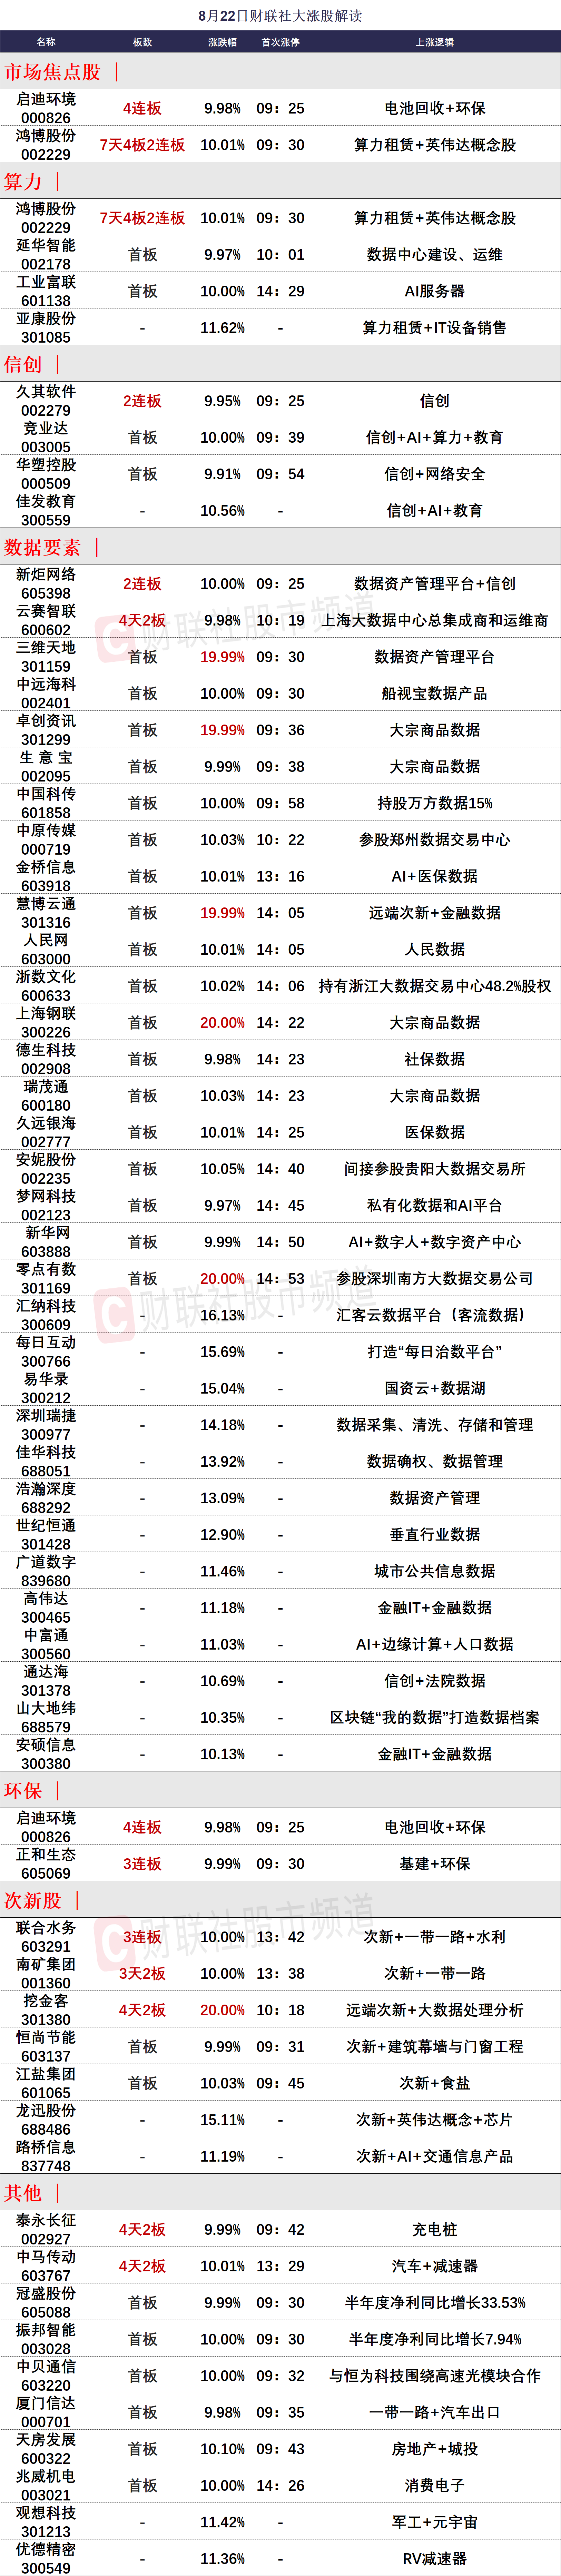 8月22日财联社大涨股解读
名称 板数 涨跌幅 首次涨停 上涨逻辑
市场焦点股 |
启迪环境 000826 4连板 9.98% 09：25 电池回收+环保
鸿博股份 002229 7天4板2连板 10.01% 09：30 算力租赁+英伟达概念股
算力 |
鸿博股份 002229 7天4板2连板 10.01% 09：30 算力租赁+英伟达概念股
延华智能 002178 首板 9.97% 10：01 数据中心建设、运维
工业富联 601138 首板 10.00% 14：29 AI服务器
亚康股份 301085 - 11.62% - 算力租赁+IT设备销售
信创 |
久其软件 002279 2连板 9.95% 09：25 信创
竞业达 003005 首板 10.00% 09：39 信创+AI+算力+教育
华塑控股 000509 首板 9.91% 09：54 信创+网络安全
佳发教育 300559 - 10.56% - 信创+AI+教育
数据要素 |
新炬网络 605398 2连板 10.00% 09：25 数据资产管理平台+信创
云赛智联 600602 4天2板 9.98% 10：19 上海大数据中心总集成商和运维商
三维天地 301159 首板 19.99% 09：30 数据资产管理平台
中远海科 002401 首板 10.00% 09：30 船视宝数据产品
卓创资讯 301299 首板 19.99% 09：36 大宗商品数据
生 意 宝 002095 首板 9.99% 09：38 大宗商品数据
中国科传 601858 首板 10.00% 09：58 持股万方数据15%
中原传媒 000719 首板 10.03% 10：22 参股郑州数据交易中心
金桥信息 603918 首板 10.01% 13：16 AI+医保数据
慧博云通 301316 首板 19.99% 14：05 远端次新+金融数据
人民网 603000 首板 10.01% 14：05 人民数据
浙数文化 600633 首板 10.02% 14：06 持有浙江大数据交易中心48.2%股权
上海钢联 300226 首板 20.00% 14：22 大宗商品数据
德生科技 002908 首板 9.98% 14：23 社保数据
瑞茂通 600180 首板 10.03% 14：23 大宗商品数据
久远银海 002777 首板 10.01% 14：25 医保数据
安妮股份 002235 首板 10.05% 14：40 间接参股贵阳大数据交易所
梦网科技 002123 首板 9.97% 14：45 私有化数据和AI平台
新华网 603888 首板 9.99% 14：50 AI+数字人+数字资产中心
零点有数 301169 首板 20.00% 14：53 参股深圳南方大数据交易公司
汇纳科技 300609 - 16.13% - 汇客云数据平台（客流数据）
每日互动 300766 - 15.69% - 打造“每日治数平台”
易华录 300212 - 15.04% - 国资云+数据湖
深圳瑞捷 300977 - 14.18% - 数据采集、清洗、存储和管理
佳华科技 688051 - 13.92% - 数据确权、数据管理
浩瀚深度 688292 - 13.09% - 数据资产管理
世纪恒通 301428 - 12.90% - 垂直行业数据
广道数字 839680 - 11.46% - 城市公共信息数据
高伟达 300465 - 11.18% - 金融IT+金融数据
中富通 300560 - 11.03% - AI+边缘计算+人口数据
通达海 301378 - 10.69% - 信创+法院数据
山大地纬 688579 - 10.35% - 区块链“我的数据”打造数据档案
安硕信息 300380 - 10.13% - 金融IT+金融数据
环保 |
启迪环境 000826 4连板 9.98% 09：25 电池回收+环保
正和生态 605069 3连板 9.99% 09：30 基建+环保
次新股 |
联合水务 603291 3连板 10.00% 13：42 次新+一带一路+水利
南矿集团 001360 3天2板 10.00% 13：38 次新+一带一路
挖金客 301380 4天2板 20.00% 10：18 远端次新+大数据处理分析
恒尚节能 603137 首板 9.99% 09：31 次新+建筑幕墙与门窗工程
江盐集团 601065 首板 10.03% 09：45 次新+食盐
龙迅股份 688486 - 15.11% - 次新+英伟达概念+芯片
路桥信息 837748 - 11.19% - 次新+AI+交通信息产品
其他 |
泰永长征 002927 4天2板 9.99% 09：42 充电桩
中马传动 603767 4天2板 10.01% 13：29 汽车+减速器
冠盛股份 605088 首板 9.99% 09：30 半年度净利同比增长33.53%
振邦智能 003028 首板 10.00% 09：30 半年度净利同比增长7.94%
中贝通信 603220 首板 10.00% 09：32 与恒为科技围绕高速光模块合作
厦门信达 000701 首板 9.98% 09：35 一带一路+汽车出口
天房发展 600322 首板 10.10% 09：43 房地产+城投
兆威机电 003021 首板 10.00% 14：26 消费电子
观想科技 301213 - 11.42% - 军工+元宇宙
优德精密 300549 - 11.36% - RV减速器
财联社股市频道
财联社股市频道
财联社股市频道